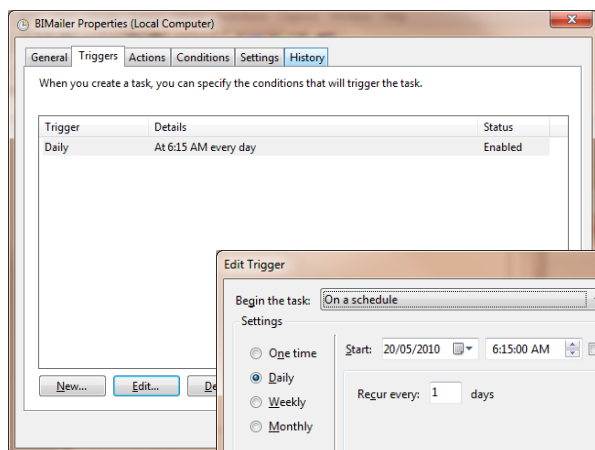 BIMailer Properties (Local Computer)
General Triggers Actions Conditions Settings History
When you create a task, you can specify the conditions that will trigger the task.
Trigger Details Status
Daily At 6:15 AM every day Enabled
New... Edit... De
Edit Trigger
Begin the task: On a schedule
Settings
One time Start: 20/05/2010 6:15:00 AM
Daily
Recur every: 1 days
Weekly
Monthly